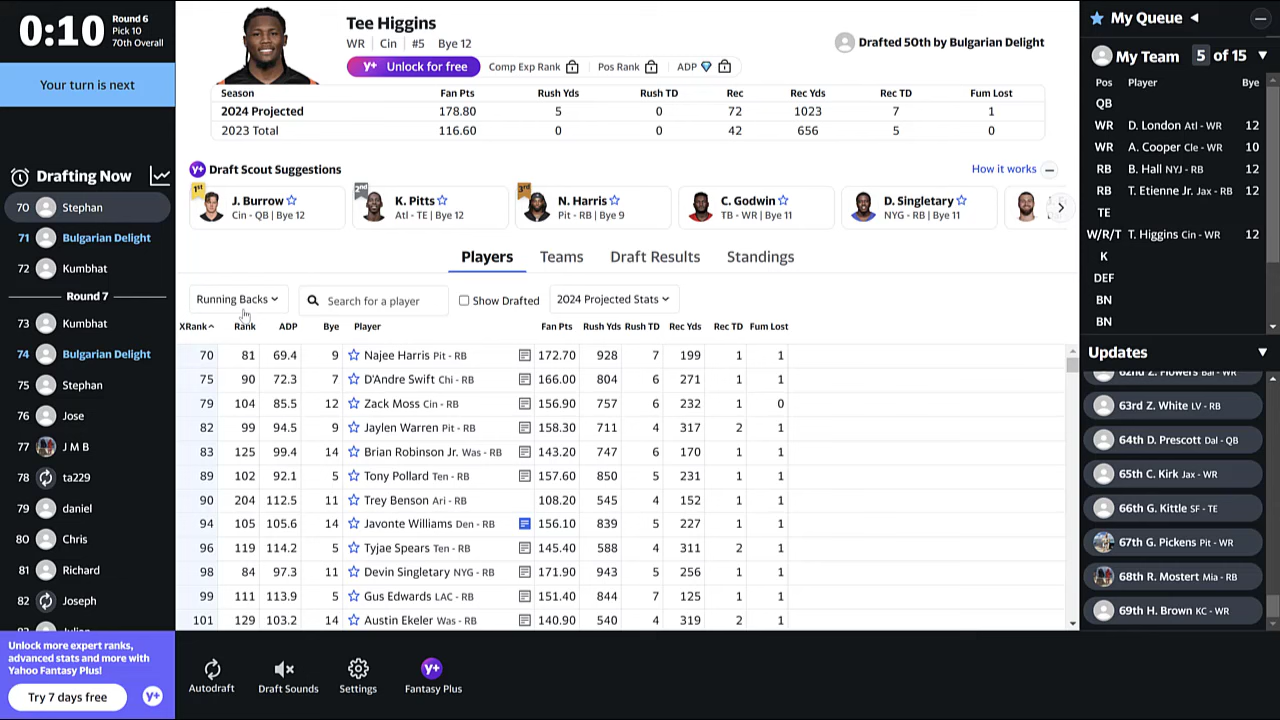 0:10
Round 6
Pick 10
70th Overall
Your turn is next
Drafting Now
70 Stephan
71 Bulgarian Delight
72 Kumbhat
Round 7
73 Kumbhat
74 Bulgarian Delight
75 Stephan
76 Jose
77 J M B
78 ta229
79 daniel
80 Chris
81 Richard
82 Joseph
Unlock more expert ranks,
advanced stats and more with
Yahoo Fantasy Plus!
Try 7 days free
y+
Tee Higgins
WR Cin #5 Bye 12
y+ Unlock for free Comp Exp Rank Pos Rank ADP
Drafted 50th by Bulgarian Delight
Season Fan Pts Rush Yds Rush TD Rec Rec Yds Rec TD Fum Lost
2024 Projected 178.80 5 0 72 1023 7 1
2023 Total 116.60 0 0 42 656 5 0
y+ Draft Scout Suggestions
How it works
1st J. Burrow Cin - QB | Bye 12
2nd K. Pitts Atl - TE | Bye 12
3rd N. Harris Pit - RB | Bye 9
C. Godwin TB - WR | Bye 11
D. Singletary NYG - RB | Bye 11
Players Teams Draft Results Standings
Running Backs Search for a player Show Drafted 2024 Projected Stats
XRank Rank ADP Bye Player Fan Pts Rush Yds Rush TD Rec Yds Rec TD Fum Lost
70 81 69.4 9 Najee Harris Pit - RB 172.70 928 7 199 1 1
75 90 72.3 7 D'Andre Swift Chi - RB 166.00 804 6 271 1 1
79 104 85.5 12 Zack Moss Cin - RB 156.90 757 6 232 1 0
82 99 94.5 9 Jaylen Warren Pit - RB 158.30 711 4 317 2 1
83 125 99.4 14 Brian Robinson Jr. Was - RB 143.20 747 6 170 1 1
89 102 92.1 5 Tony Pollard Ten - RB 157.60 850 5 231 1 1
90 204 112.5 11 Trey Benson Ari - RB 108.20 545 4 152 1 1
94 105 105.6 14 Javonte Williams Den - RB 156.10 839 5 227 1 1
96 119 114.2 5 Tyjae Spears Ten - RB 145.40 588 4 311 2 1
98 84 97.3 11 Devin Singletary NYG - RB 171.90 943 5 256 1 1
99 111 113.9 5 Gus Edwards LAC - RB 151.40 844 7 125 1 1
101 129 103.2 14 Austin Ekeler Was - RB 140.90 540 4 319 2 1
Autodraft
Draft Sounds
Settings
y+
Fantasy Plus
My Queue
My Team 5 of 15
Pos Player Bye
QB
WR D. London Atl - WR 12
WR A. Cooper Cle - WR 10
RB B. Hall NYJ - RB 12
RB T. Etienne Jr. Jax - RB 12
TE
W/R/T T. Higgins Cin - WR 12
K
DEF
BN
BN
Updates
62nd Z. Flowers Bal - WR
63rd Z. White LV - RB
64th D. Prescott Dal - QB
65th C. Kirk Jax - WR
66th G. Kittle SF - TE
67th G. Pickens Pit - WR
68th R. Mostert Mia - RB
69th H. Brown KC - WR